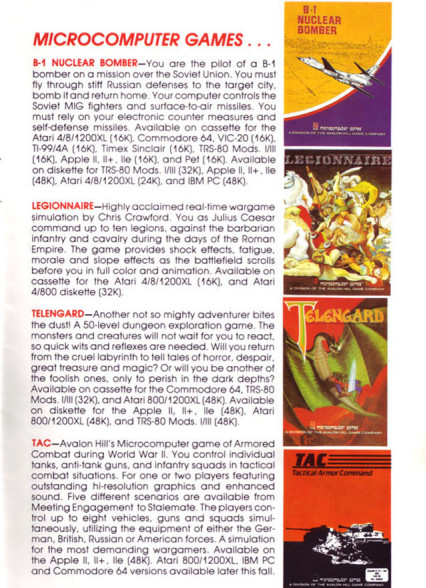 MICROCOMPUTER GAMES . . .
B-1 NUCLEAR BOMBER—You are the pilot of a B-1
bomber on a mission over the Soviet Union. You must
fly through stiff Russian defenses to the target city,
bomb it and return home. Your computer controls the
Soviet MIG fighters and surface-to-air missiles. You
must rely on your electronic counter measures and
self-defense missiles. Available on cassette for the
Atari 4/8/1200XL (16K), Commodore 64, VIC-20 (16K),
TI-99/4A (16K), Timex Sinclair (16K), TRS-80 Mods. I/III
(16K), Apple II, II+, IIe (16K), and Pet (16K). Available
on diskette for TRS-80 Mods. I/III (32K), Apple II, II+, IIe
(48K), Atari 4/8/1200XL (24K), and IBM PC (48K).
LEGIONNAIRE—Highly acclaimed real-time wargame
simulation by Chris Crawford. You as Julius Caesar
command up to ten legions, against the barbarian
infantry and cavalry during the days of the Roman
Empire. The game provides shock effects, fatigue,
morale and slope effects as the battlefield scrolls
before you in full color and animation. Available on
cassette for the Atari 4/8/1200XL (16K), and Atari
4/800 diskette (32K).
TELENGARD—Another not so mighty adventurer bites
the dust! A 50-level dungeon exploration game. The
monsters and creatures will not wait for you to react,
so quick wits and reflexes are needed. Will you return
from the cruel labyrinth to tell tales of horror, despair,
great treasure and magic? Or will you be another of
the foolish ones, only to perish in the dark depths?
Available on cassette for the Commodore 64, TRS-80
Mods. I/III (32K), and Atari 800/1200XL (48K). Available
on diskette for the Apple II, II+, IIe (48K), Atari
800/1200XL (48K), and TRS-80 Mods. I/III (48K).
TAC—Avalon Hill's Microcomputer game of Armored
Combat during World War II. You control individual
tanks, anti-tank guns, and infantry squads in tactical
combat situations. For one or two players featuring
outstanding hi-resolution graphics and enhanced
sound. Five different scenarios are available from
Meeting Engagement to Stalemate. The players con-
trol up to eight vehicles, guns and squads simul-
taneously, utilizing the equipment of either the Ger-
man, British, Russian or American forces. A simulation
for the most demanding wargamers. Available on
the Apple II, II+, IIe (48K). Atari 800/1200XL, IBM PC
and Commodore 64 versions available later this fall.
B-1
NUCLEAR
BOMBER
microcomputer games
A DIVISION OF THE AVALON HILL GAME COMPANY
LEGIONNAIRE
microcomputer games
A DIVISION OF THE AVALON HILL GAME COMPANY
TELENGARD
microcomputer games
A DIVISION OF THE AVALON HILL GAME COMPANY
TAC
Tactical Armor Command
microcomputer games
A DIVISION OF THE AVALON HILL GAME COMPANY